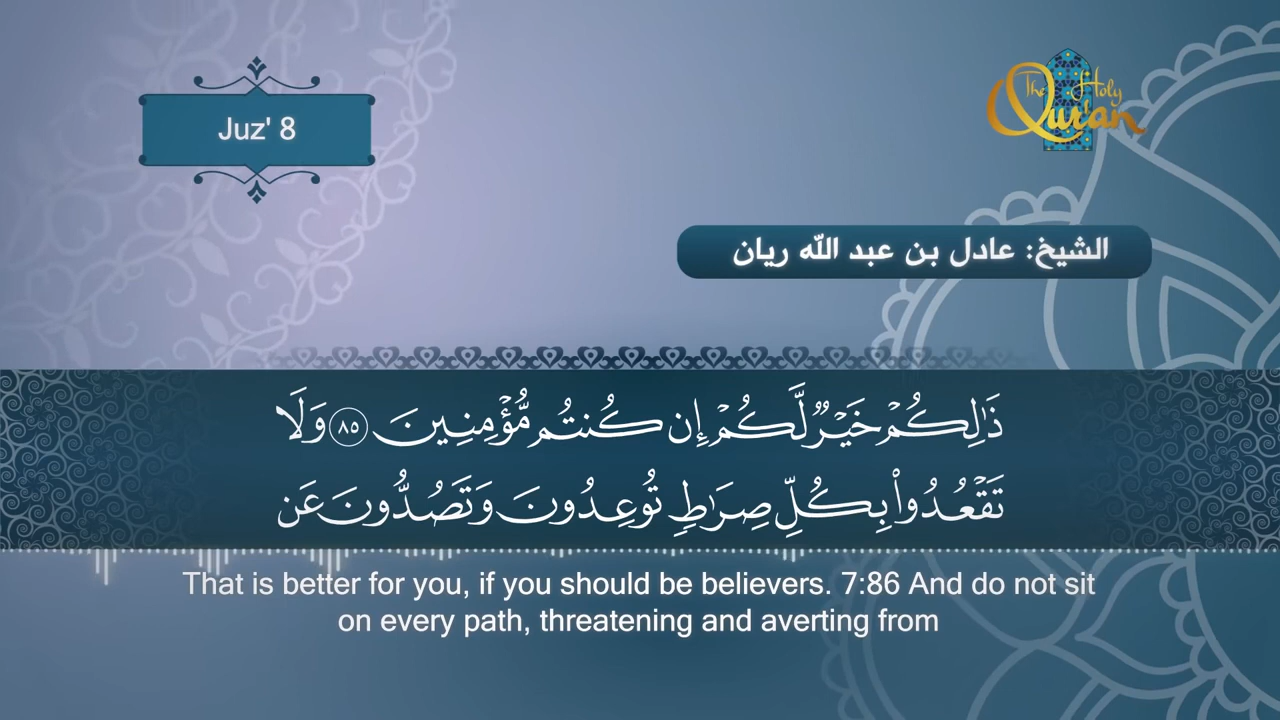 Juz' 8
The Holy
Qur'an
الشيخ: عادل بن عبد الله ريان
ذَٰلِكُمْ خَيْرٌ لَّكُمْ إِن كُنتُم مُّؤْمِنِينَ ٨٥ وَلَا
تَقْعُدُوا۟ بِكُلِّ صِرَٰطٍ تُوعِدُونَ وَتَصُدُّونَ عَن
That is better for you, if you should be believers. 7:86 And do not sit
on every path, threatening and averting from